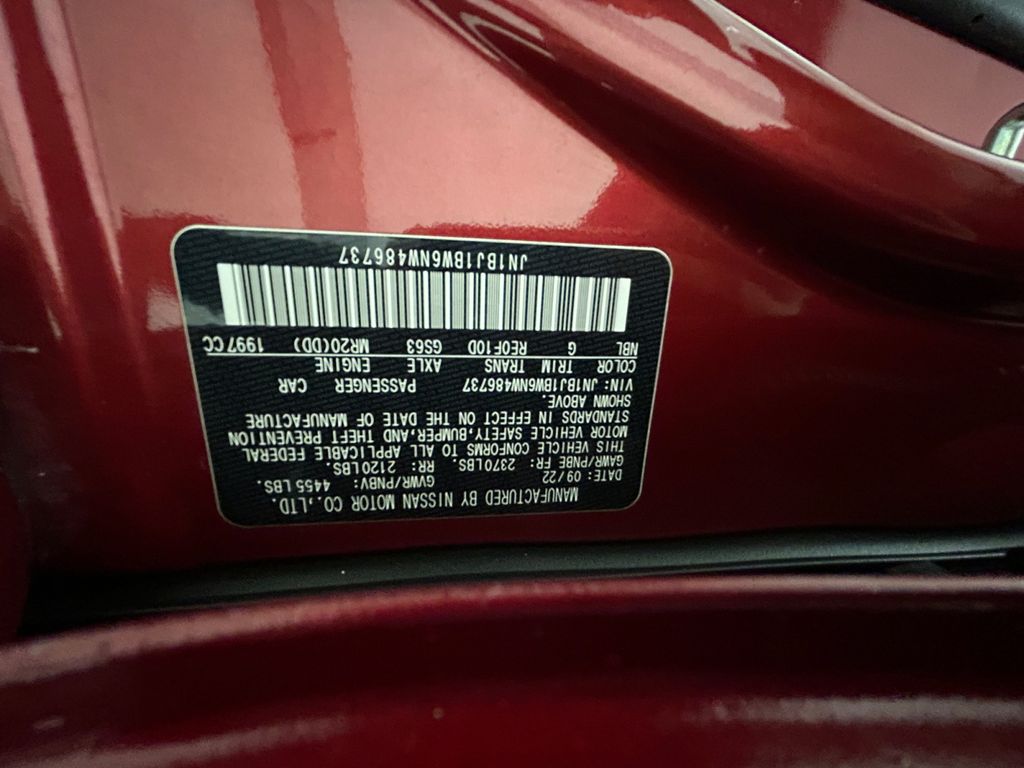 MANUFACTURED BY NISSAN MOTOR CO.,LTD.
DATE: 09/22 GVWR/PNBV: 4455 LBS.
GAWR/PNBE FR: 2370LBS. RR: 2120LBS.
THIS VEHICLE CONFORMS TO ALL APPLICABLE FEDERAL
MOTOR VEHICLE SAFETY,BUMPER,AND THEFT PREVENTION
STANDARDS IN EFFECT ON THE DATE OF MANUFACTURE
SHOWN ABOVE.
VIN: JN1BJ1BW6NW486737 PASSENGER CAR
COLOR TRIM TRANS AXLE ENGINE
NBL G RE0F10D GS63 MR20(DD) 1997CC
JN1BJ1BW6NW486737